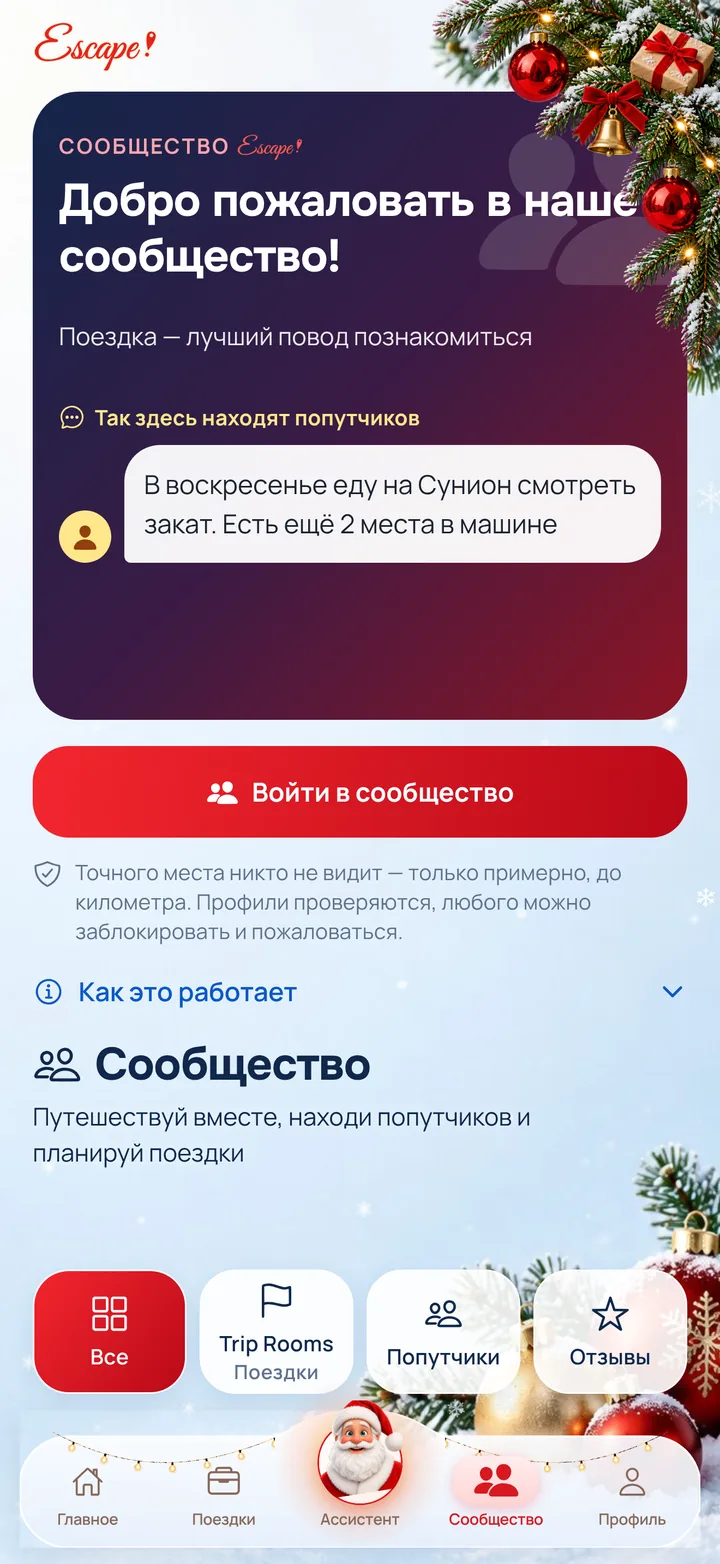 Escape!
СООБЩЕСТВО Escape!
Добро пожаловать в наше
сообщество!
Поездка — лучший повод познакомиться
Так здесь находят попутчиков
В воскресенье еду на Сунион смотреть
закат. Есть ещё 2 места в машине
Войти в сообщество
Точного места никто не видит — только примерно, до
километра. Профили проверяются, любого можно
заблокировать и пожаловаться.
Как это работает
Сообщество
Путешествуй вместе, находи попутчиков и
планируй поездки
Все
Trip Rooms
Поездки
Попутчики
Отзывы
Главное
Поездки
Ассистент
Сообщество
Профиль